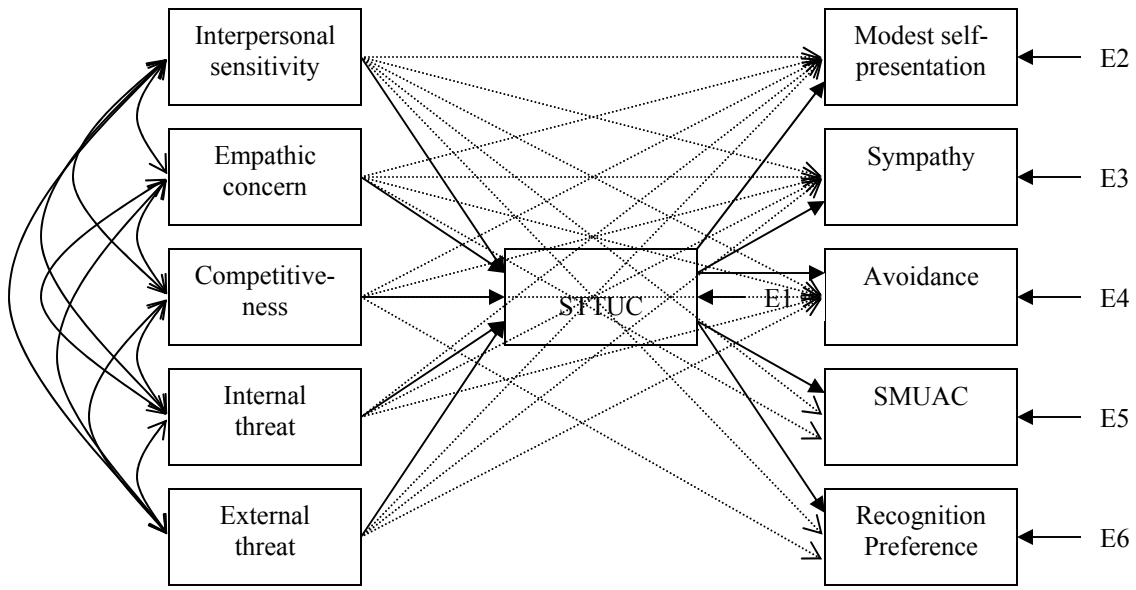 Interpersonal
sensitivity
Empathic
concern
Competitive-
ness
Internal
threat
External
threat
STTUC
E1
Modest self-
presentation
Sympathy
Avoidance
SMUAC
Recognition
Preference
E2
E3
E4
E5
E6